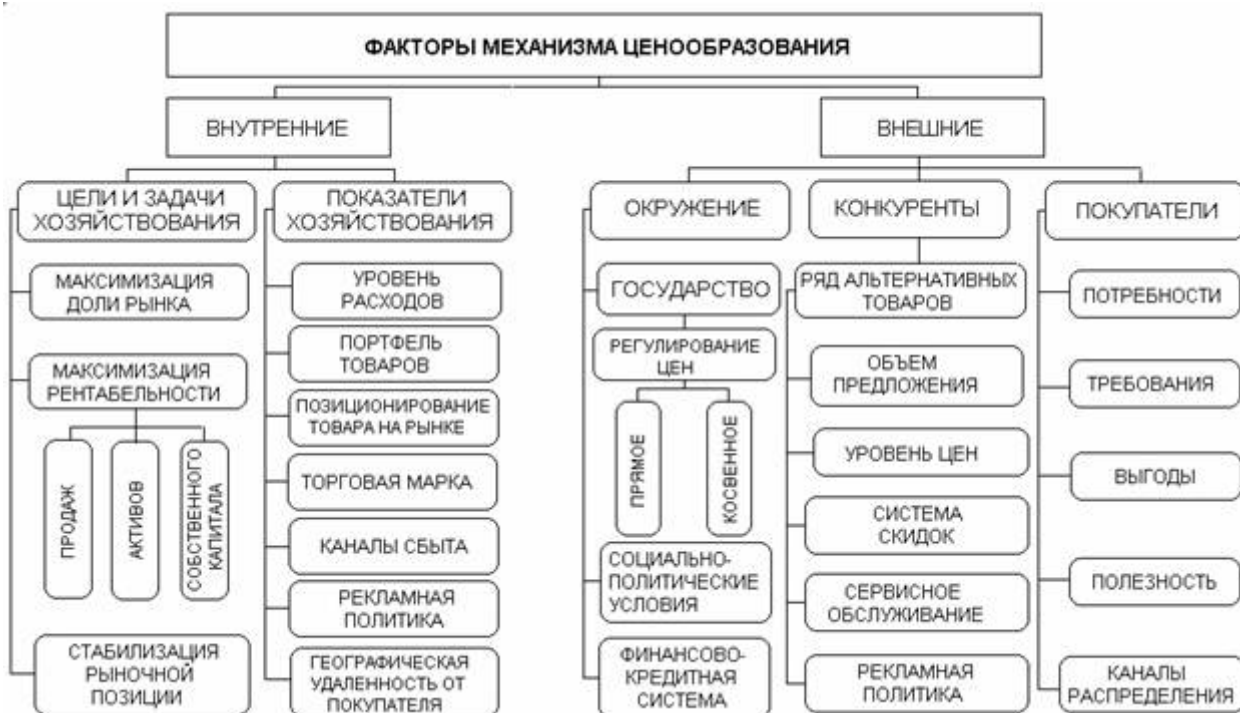 ФАКТОРЫ МЕХАНИЗМА ЦЕНООБРАЗОВАНИЯ
ВНУТРЕННИЕ
ВНЕШНИЕ
ЦЕЛИ И ЗАДАЧИ
ХОЗЯЙСТВОВАНИЯ
МАКСИМИЗАЦИЯ
ДОЛИ РЫНКА
МАКСИМИЗАЦИЯ
РЕНТАБЕЛЬНОСТИ
ПРОДАЖ
АКТИВОВ
СОБСТВЕННОГО
КАПИТАЛА
СТАБИЛИЗАЦИЯ
РЫНОЧНОЙ
ПОЗИЦИИ
ПОКАЗАТЕЛИ
ХОЗЯЙСТВОВАНИЯ
УРОВЕНЬ
РАСХОДОВ
ПОРТФЕЛЬ
ТОВАРОВ
ПОЗИЦИОНИРОВАНИЕ
ТОВАРА НА РЫНКЕ
ТОРГОВАЯ МАРКА
КАНАЛЫ СБЫТА
РЕКЛАМНАЯ
ПОЛИТИКА
ГЕОГРАФИЧЕСКАЯ
УДАЛЕННОСТЬ ОТ
ПОКУПАТЕЛЯ
ОКРУЖЕНИЕ
ГОСУДАРСТВО
РЕГУЛИРОВАНИЕ
ЦЕН
ПРЯМОЕ
КОСВЕННОЕ
СОЦИАЛЬНО-
ПОЛИТИЧЕСКИЕ
УСЛОВИЯ
ФИНАНСОВО-
КРЕДИТНАЯ
СИСТЕМА
КОНКУРЕНТЫ
РЯД АЛЬТЕРНАТИВНЫХ
ТОВАРОВ
ОБЪЕМ
ПРЕДЛОЖЕНИЯ
УРОВЕНЬ ЦЕН
СИСТЕМА
СКИДОК
СЕРВИСНОЕ
ОБСЛУЖИВАНИЕ
РЕКЛАМНАЯ
ПОЛИТИКА
ПОКУПАТЕЛИ
ПОТРЕБНОСТИ
ТРЕБОВАНИЯ
ВЫГОДЫ
ПОЛЕЗНОСТЬ
КАНАЛЫ
РАСПРЕДЕЛЕНИЯ